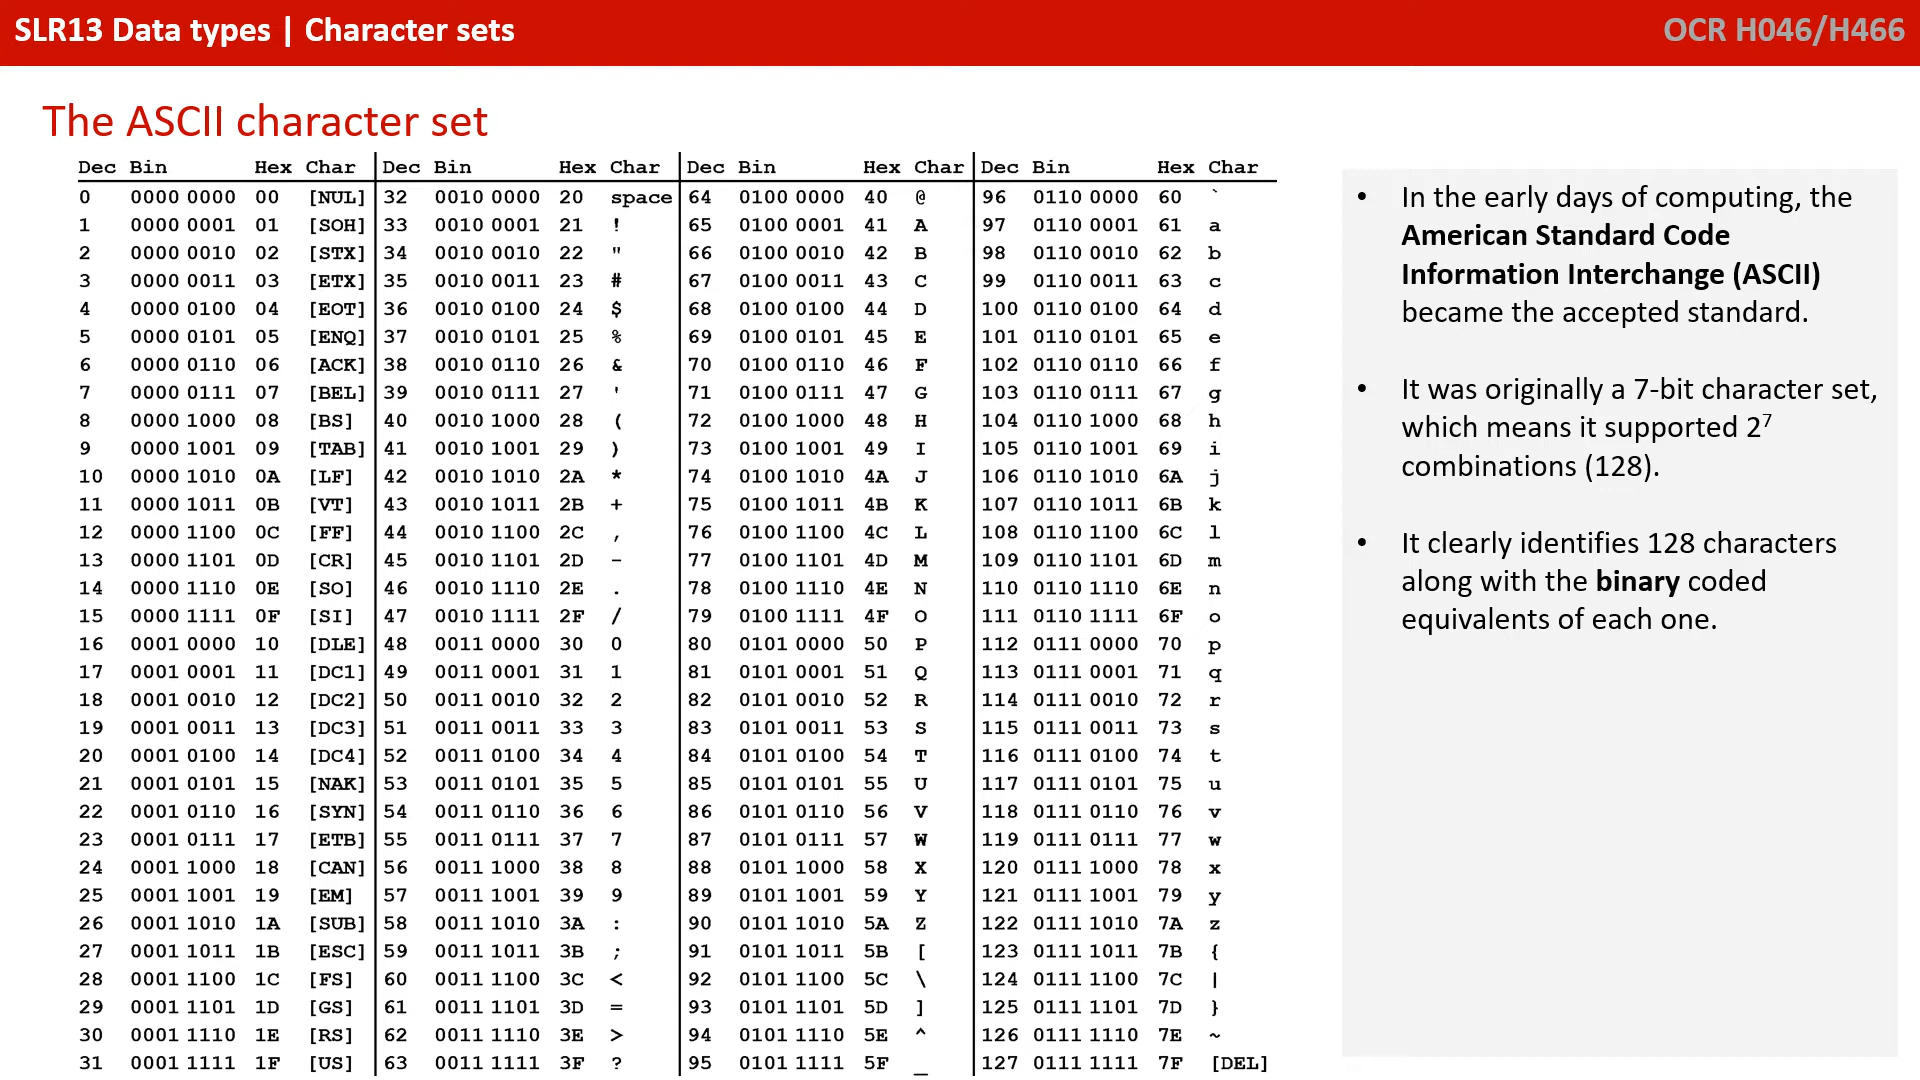 SLR13 Data types | Character sets
OCR H046/H466
The ASCII character set
Dec Bin Hex Char Dec Bin Hex Char Dec Bin Hex Char Dec Bin Hex Char
0 0000 0000 00 [NUL] 32 0010 0000 20 space 64 0100 0000 40 @ 96 0110 0000 60 `
1 0000 0001 01 [SOH] 33 0010 0001 21 ! 65 0100 0001 41 A 97 0110 0001 61 a
2 0000 0010 02 [STX] 34 0010 0010 22 " 66 0100 0010 42 B 98 0110 0010 62 b
3 0000 0011 03 [ETX] 35 0010 0011 23 # 67 0100 0011 43 C 99 0110 0011 63 c
4 0000 0100 04 [EOT] 36 0010 0100 24 $ 68 0100 0100 44 D 100 0110 0100 64 d
5 0000 0101 05 [ENQ] 37 0010 0101 25 % 69 0100 0101 45 E 101 0110 0101 65 e
6 0000 0110 06 [ACK] 38 0010 0110 26 & 70 0100 0110 46 F 102 0110 0110 66 f
7 0000 0111 07 [BEL] 39 0010 0111 27 ' 71 0100 0111 47 G 103 0110 0111 67 g
8 0000 1000 08 [BS] 40 0010 1000 28 ( 72 0100 1000 48 H 104 0110 1000 68 h
9 0000 1001 09 [TAB] 41 0010 1001 29 ) 73 0100 1001 49 I 105 0110 1001 69 i
10 0000 1010 0A [LF] 42 0010 1010 2A * 74 0100 1010 4A J 106 0110 1010 6A j
11 0000 1011 0B [VT] 43 0010 1011 2B + 75 0100 1011 4B K 107 0110 1011 6B k
12 0000 1100 0C [FF] 44 0010 1100 2C , 76 0100 1100 4C L 108 0110 1100 6C l
13 0000 1101 0D [CR] 45 0010 1101 2D - 77 0100 1101 4D M 109 0110 1101 6D m
14 0000 1110 0E [SO] 46 0010 1110 2E . 78 0100 1110 4E N 110 0110 1110 6E n
15 0000 1111 0F [SI] 47 0010 1111 2F / 79 0100 1111 4F O 111 0110 1111 6F o
16 0001 0000 10 [DLE] 48 0011 0000 30 0 80 0101 0000 50 P 112 0111 0000 70 p
17 0001 0001 11 [DC1] 49 0011 0001 31 1 81 0101 0001 51 Q 113 0111 0001 71 q
18 0001 0010 12 [DC2] 50 0011 0010 32 2 82 0101 0010 52 R 114 0111 0010 72 r
19 0001 0011 13 [DC3] 51 0011 0011 33 3 83 0101 0011 53 S 115 0111 0011 73 s
20 0001 0100 14 [DC4] 52 0011 0100 34 4 84 0101 0100 54 T 116 0111 0100 74 t
21 0001 0101 15 [NAK] 53 0011 0101 35 5 85 0101 0101 55 U 117 0111 0101 75 u
22 0001 0110 16 [SYN] 54 0011 0110 36 6 86 0101 0110 56 V 118 0111 0110 76 v
23 0001 0111 17 [ETB] 55 0011 0111 37 7 87 0101 0111 57 W 119 0111 0111 77 w
24 0001 1000 18 [CAN] 56 0011 1000 38 8 88 0101 1000 58 X 120 0111 1000 78 x
25 0001 1001 19 [EM] 57 0011 1001 39 9 89 0101 1001 59 Y 121 0111 1001 79 y
26 0001 1010 1A [SUB] 58 0011 1010 3A : 90 0101 1010 5A Z 122 0111 1010 7A z
27 0001 1011 1B [ESC] 59 0011 1011 3B ; 91 0101 1011 5B [ 123 0111 1011 7B {
28 0001 1100 1C [FS] 60 0011 1100 3C < 92 0101 1100 5C \ 124 0111 1100 7C |
29 0001 1101 1D [GS] 61 0011 1101 3D = 93 0101 1101 5D ] 125 0111 1101 7D }
30 0001 1110 1E [RS] 62 0011 1110 3E > 94 0101 1110 5E ^ 126 0111 1110 7E ~
31 0001 1111 1F [US] 63 0011 1111 3F ? 95 0101 1111 5F _ 127 0111 1111 7F [DEL]
• In the early days of computing, the
American Standard Code
Information Interchange (ASCII)
became the accepted standard.
• It was originally a 7-bit character set,
which means it supported 2⁷
combinations (128).
• It clearly identifies 128 characters
along with the binary coded
equivalents of each one.